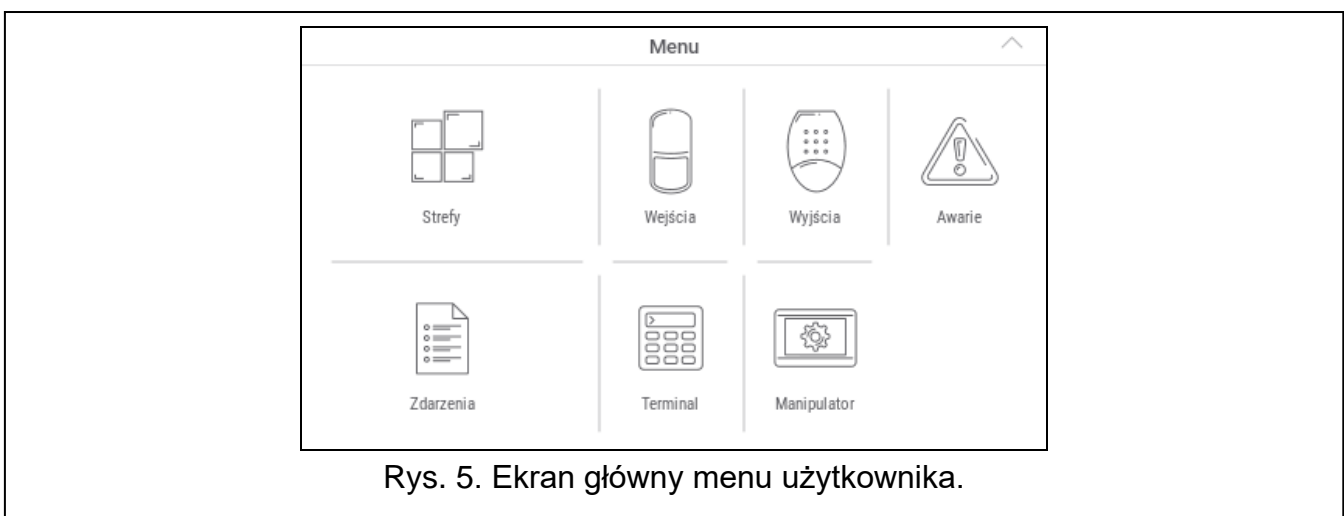 Menu
Strefy
Wejścia
Wyjścia
Awarie
Zdarzenia
Terminal
Manipulator
Rys. 5. Ekran główny menu użytkownika.